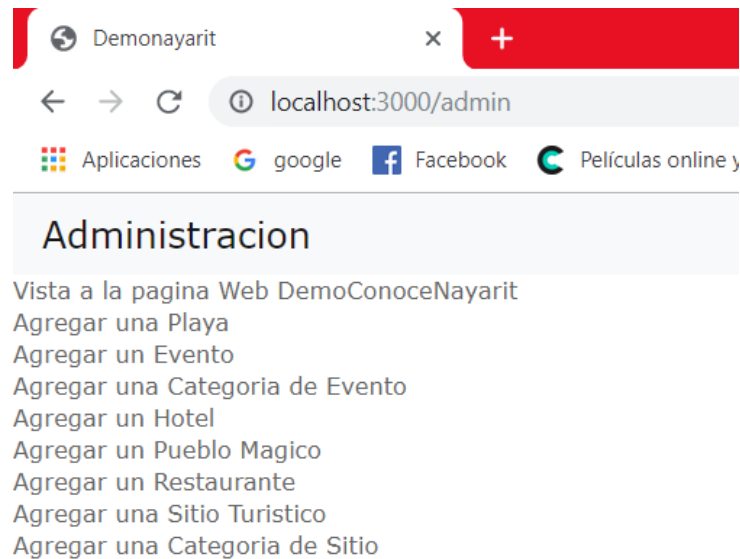 Demonayarit
localhost:3000/admin
Aplicaciones google Facebook Películas online y
Administracion
Vista a la pagina Web DemoConoceNayarit
Agregar una Playa
Agregar un Evento
Agregar una Categoria de Evento
Agregar un Hotel
Agregar un Pueblo Magico
Agregar un Restaurante
Agregar una Sitio Turistico
Agregar una Categoria de Sitio